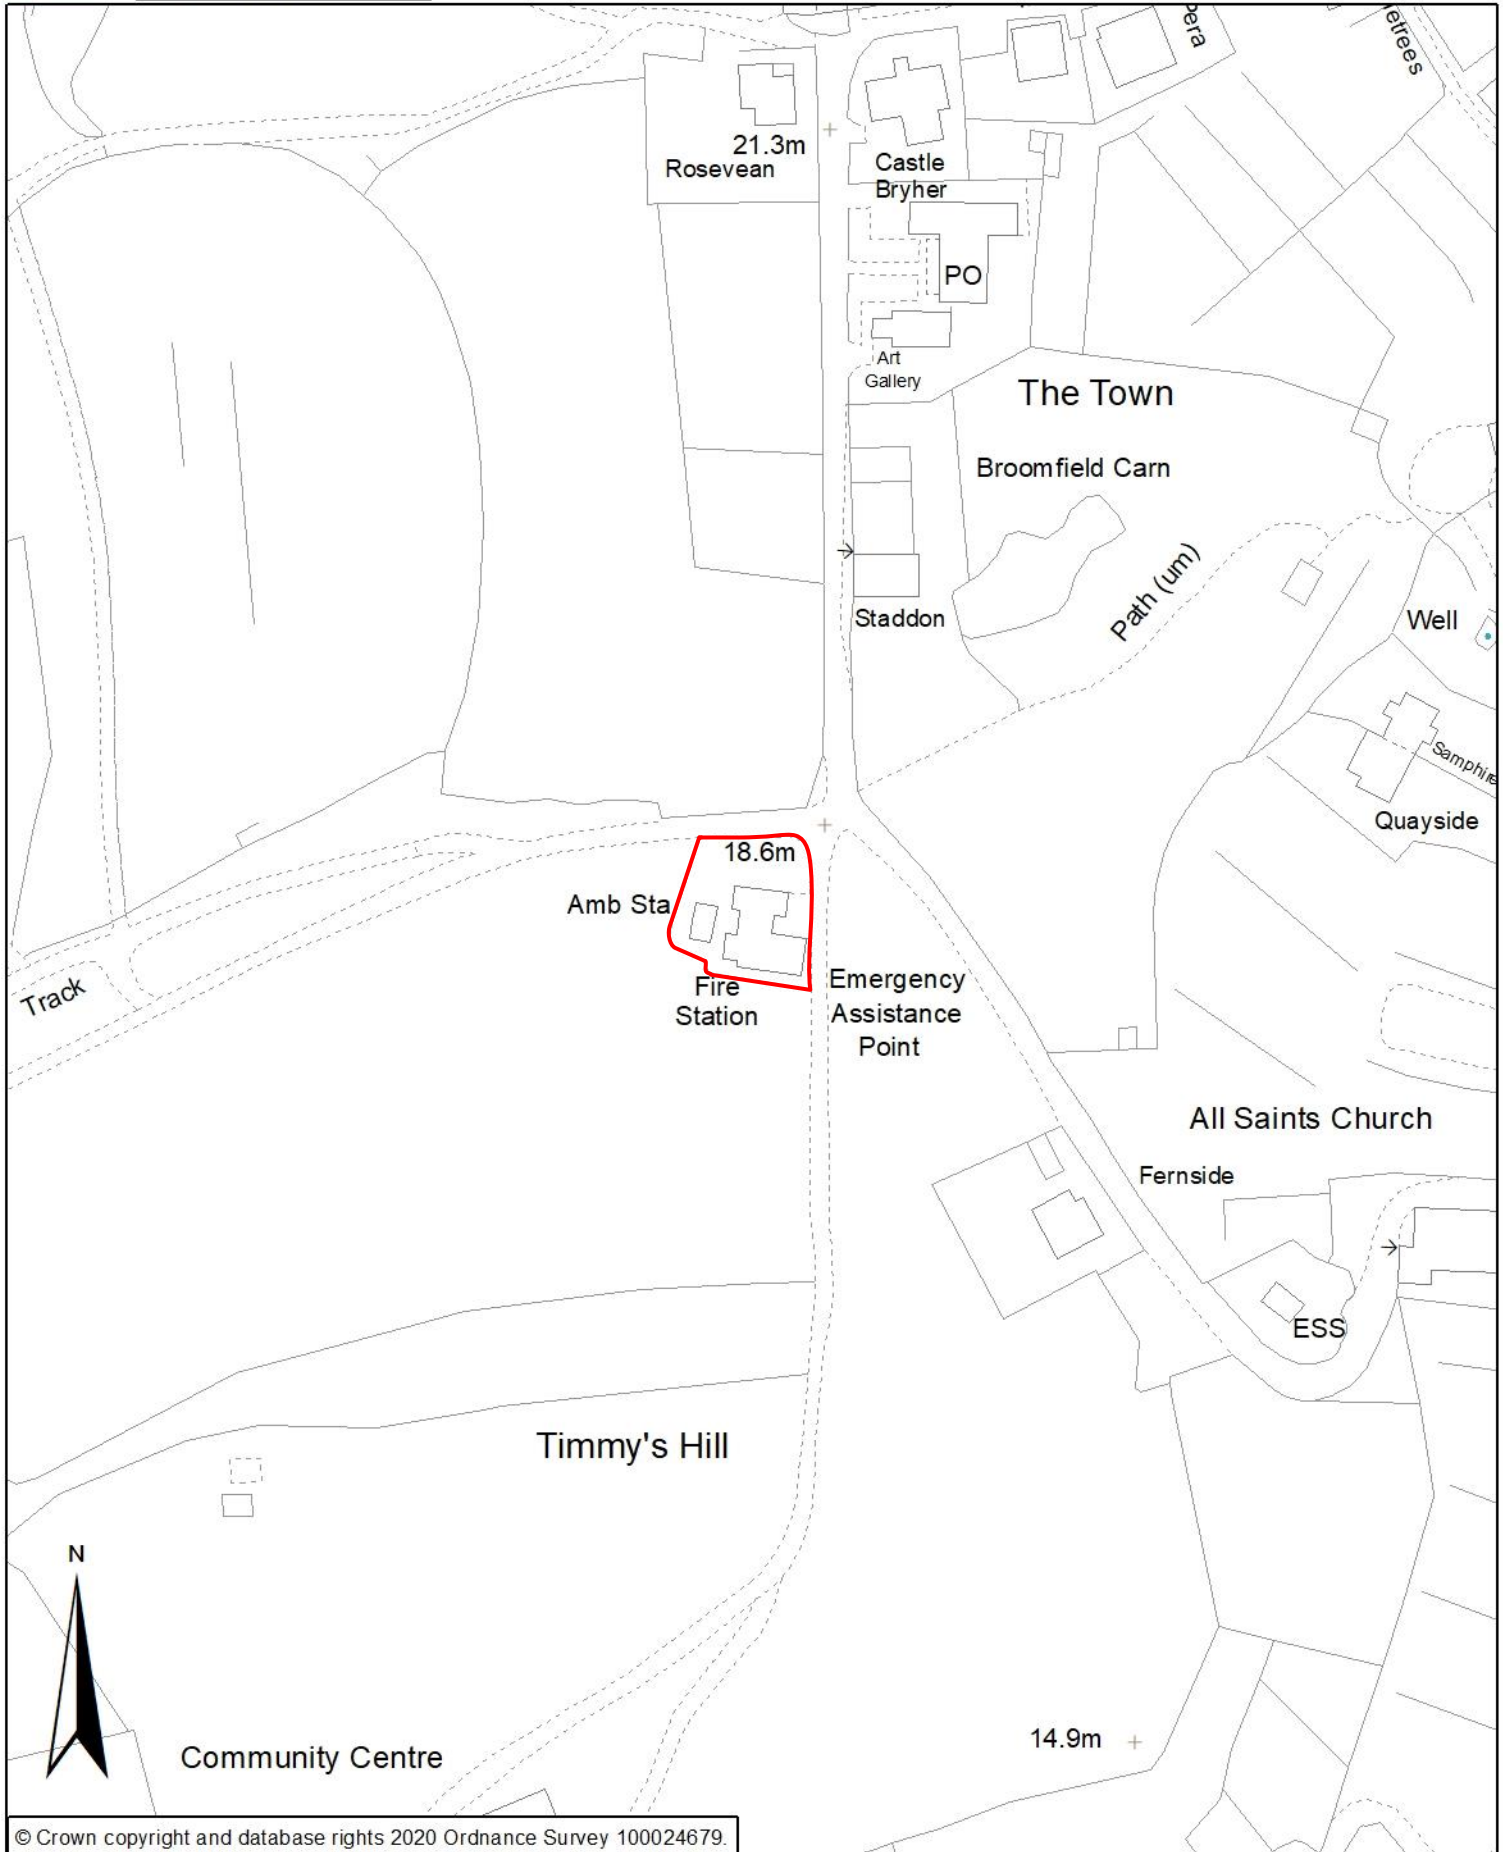 21.3m
Rosevean
Castle
Bryher
PO
Art
Gallery
The Town
Broomfield Carn
Path (um)
Staddon
Well
Samphire
Quayside
18.6m
Amb Sta
Fire
Station
Emergency
Assistance
Point
Track
All Saints Church
Fernside
ESS
Timmy's Hill
N
14.9m
Community Centre
© Crown copyright and database rights 2020 Ordnance Survey 100024679.